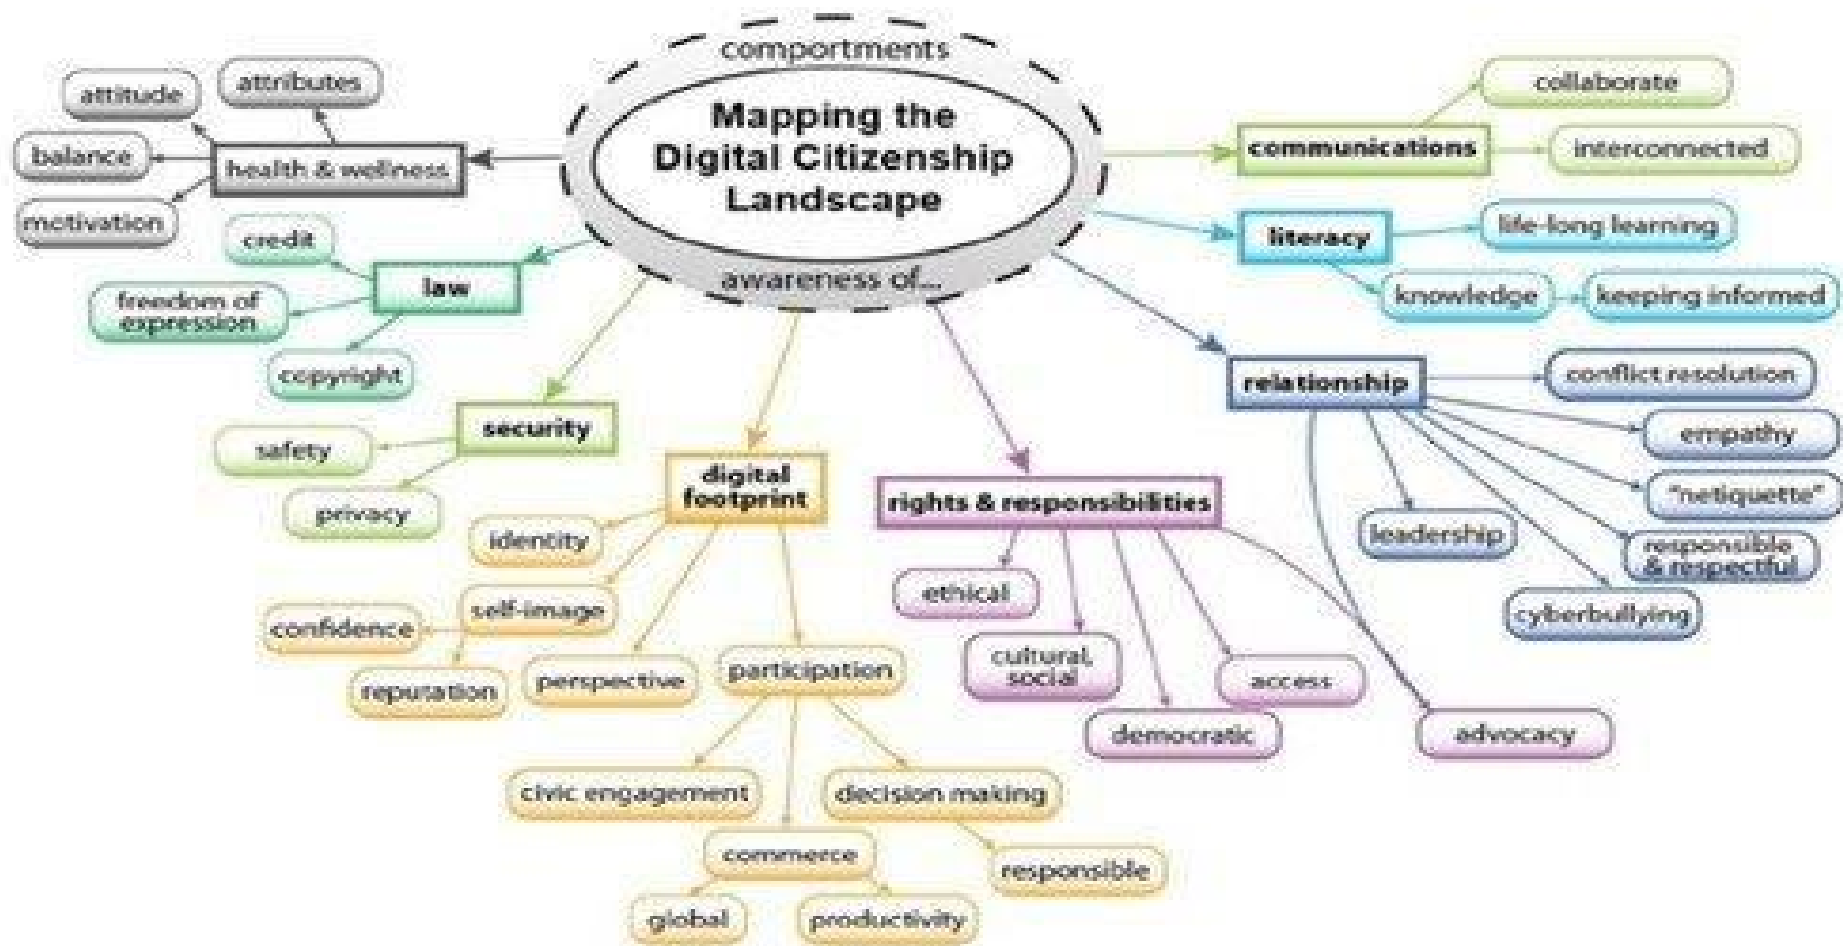 comportments
Mapping the
Digital Citizenship
Landscape
awareness of...
attributes
attitude
balance
health & wellness
motivation
credit
law
freedom of
expression
copyright
security
safety
privacy
digital
footprint
identity
self-image
confidence
reputation
perspective
participation
civic engagement
decision making
commerce
responsible
global
productivity
rights & responsibilities
ethical
cultural,
social
access
democratic
advocacy
communications
collaborate
interconnected
literacy
life-long learning
knowledge
keeping informed
relationship
conflict resolution
empathy
"netiquette"
leadership
responsible
& respectful
cyberbullying